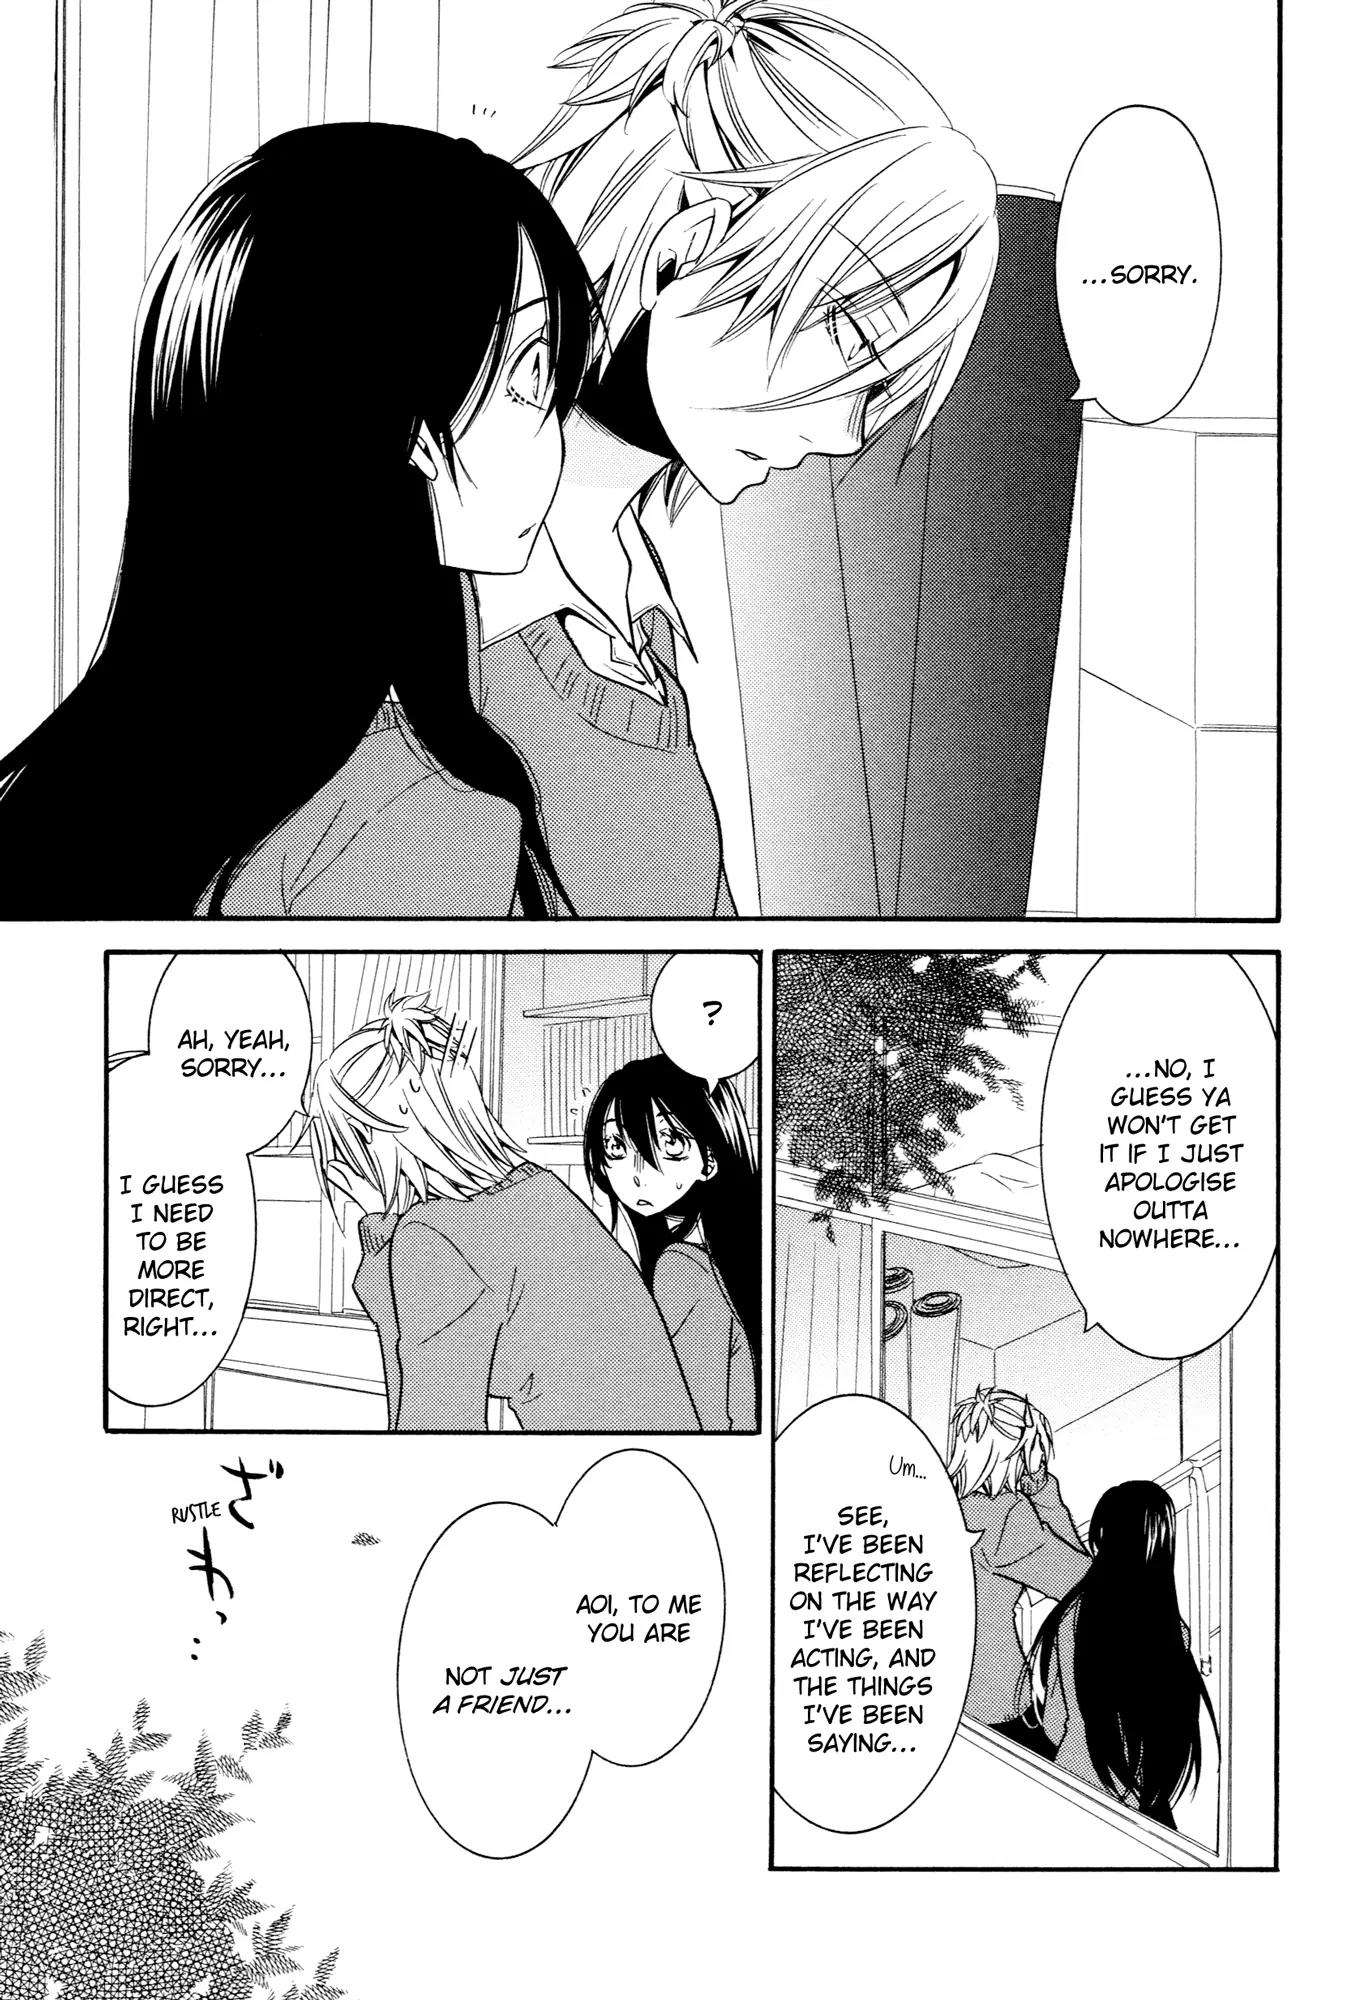 ...SORRY.
...NO, I
GUESS YA
WON'T GET
IT IF I JUST
APOLOGISE
OUTTA
NOWHERE...
Um...
SEE,
I'VE BEEN
REFLECTING
ON THE WAY
I'VE BEEN
ACTING, AND
THE THINGS
I'VE BEEN
SAYING...
?
AH, YEAH,
SORRY...
I GUESS
I NEED
TO BE
MORE
DIRECT,
RIGHT...
AOI, TO ME
YOU ARE
NOT JUST
A FRIEND...
ざわっ…
RUSTLE